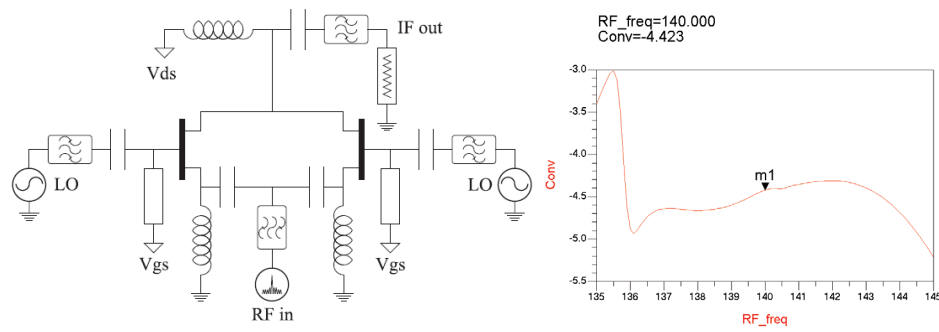 IF out
Vds
LO
LO
Vgs
Vgs
RF in
RF_freq=140.000
Conv=-4.423
-3.0
-3.5
-4.0
-4.5
-5.0
-5.5
Conv
m1
135 136 137 138 139 140 141 142 143 144 145
RF_freq